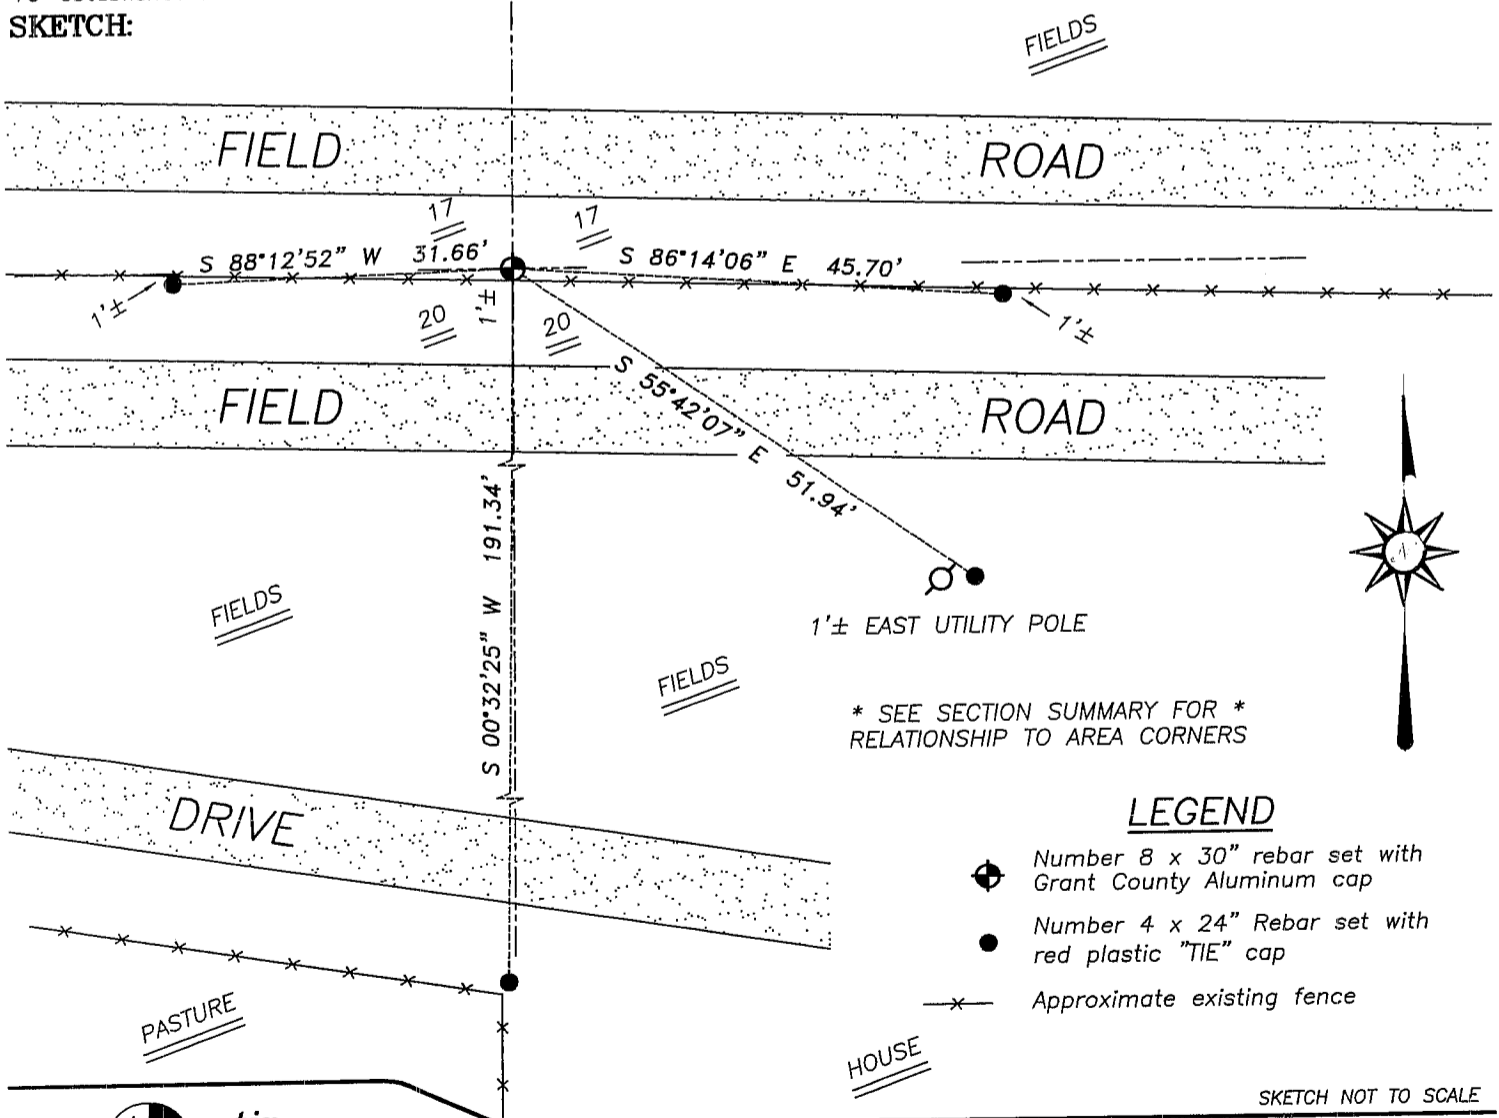 SKETCH:
FIELDS
FIELD ROAD
17 17
S 88°12'52" W 31.66'
S 86°14'06" E 45.70'
1'±
1'±
1'±
20 20
FIELD ROAD
S 55°42'07" E 51.94'
S 00°32'25" W 191.34'
1'± EAST UTILITY POLE
FIELDS
FIELDS
* SEE SECTION SUMMARY FOR *
RELATIONSHIP TO AREA CORNERS
DRIVE
LEGEND
Number 8 x 30" rebar set with
Grant County Aluminum cap
Number 4 x 24" Rebar set with
red plastic "TIE" cap
Approximate existing fence
PASTURE
HOUSE
SKETCH NOT TO SCALE